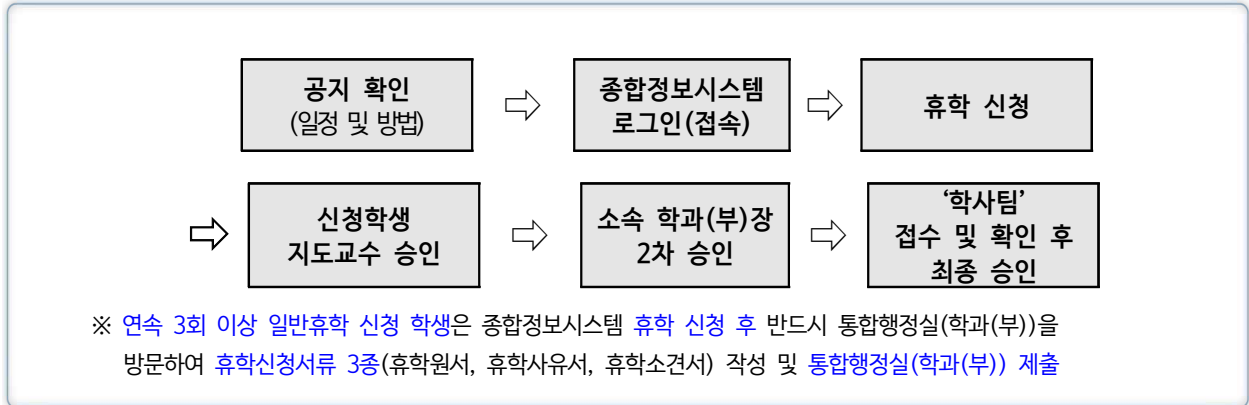 공지 확인
(일정 및 방법)
⇨
종합정보시스템
로그인(접속)
⇨
휴학 신청
⇨
신청학생
지도교수 승인
⇨
소속 학과(부)장
2차 승인
⇨
‘학사팀’
접수 및 확인 후
최종 승인
※ 연속 3회 이상 일반휴학 신청 학생은 종합정보시스템 휴학 신청 후 반드시 통합행정실(학과(부))을
방문하여 휴학신청서류 3종(휴학원서, 휴학사유서, 휴학소견서) 작성 및 통합행정실(학과(부)) 제출